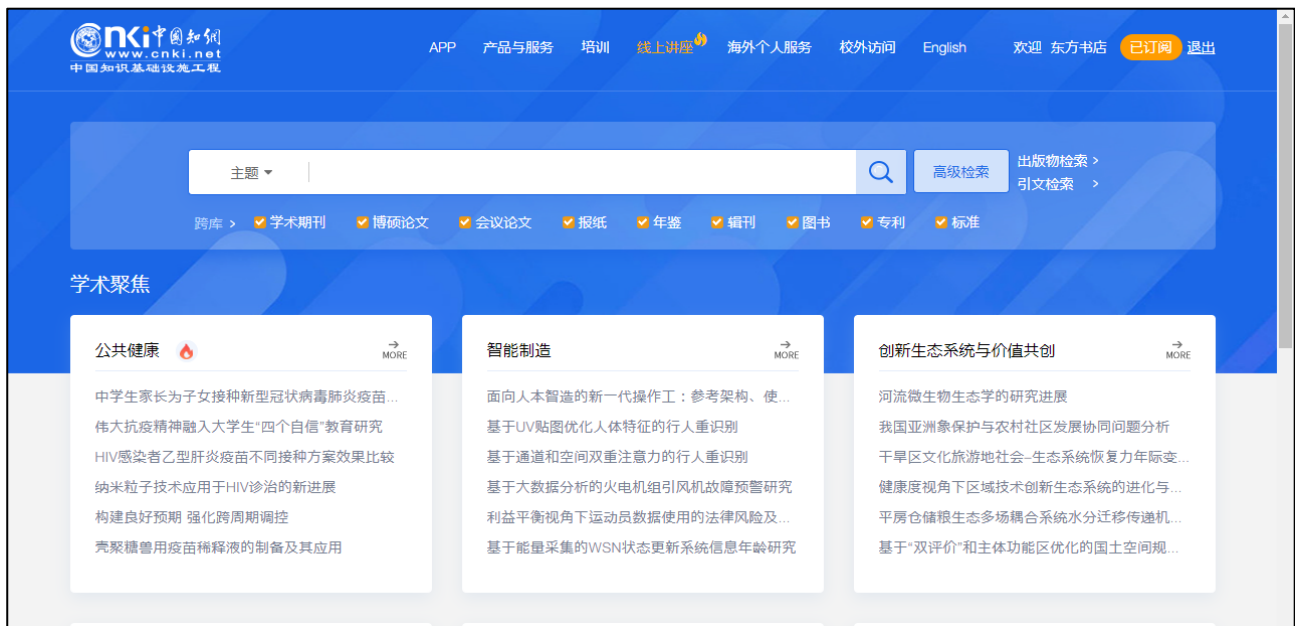 cnki中国知网
www.cnki.net
中国知识基础设施工程
APP 产品与服务 培训 线上讲座 海外个人服务 校外访问 English 欢迎 东方书店 已订阅 退出
主题
高级检索
出版物检索 >
引文检索 >
跨库 > 学术期刊 博硕论文 会议论文 报纸 年鉴 辑刊 图书 专利 标准
学术聚焦
公共健康 MORE
中学生家长为子女接种新型冠状病毒肺炎疫苗...
伟大抗疫精神融入大学生“四个自信”教育研究
HIV感染者乙型肝炎疫苗不同接种方案效果比较
纳米粒子技术应用于HIV诊治的新进展
构建良好预期 强化跨周期调控
壳聚糖兽用疫苗稀释液的制备及其应用
智能制造 MORE
面向人本智造的新一代操作工：参考架构、使...
基于UV贴图优化人体特征的行人重识别
基于通道和空间双重注意力的行人重识别
基于大数据分析的火电机组引风机故障预警研究
利益平衡视角下运动员数据使用的法律风险及...
基于能量采集的WSN状态更新系统信息年龄研究
创新生态系统与价值共创 MORE
河流微生物生态学的研究进展
我国亚洲象保护与农村社区发展协同问题分析
干旱区文化旅游地社会–生态系统恢复力年际变...
健康度视角下区域技术创新生态系统的进化与...
平房仓储粮生态多场耦合系统水分迁移传递机...
基于“双评价”和主体功能区优化的国土空间规...